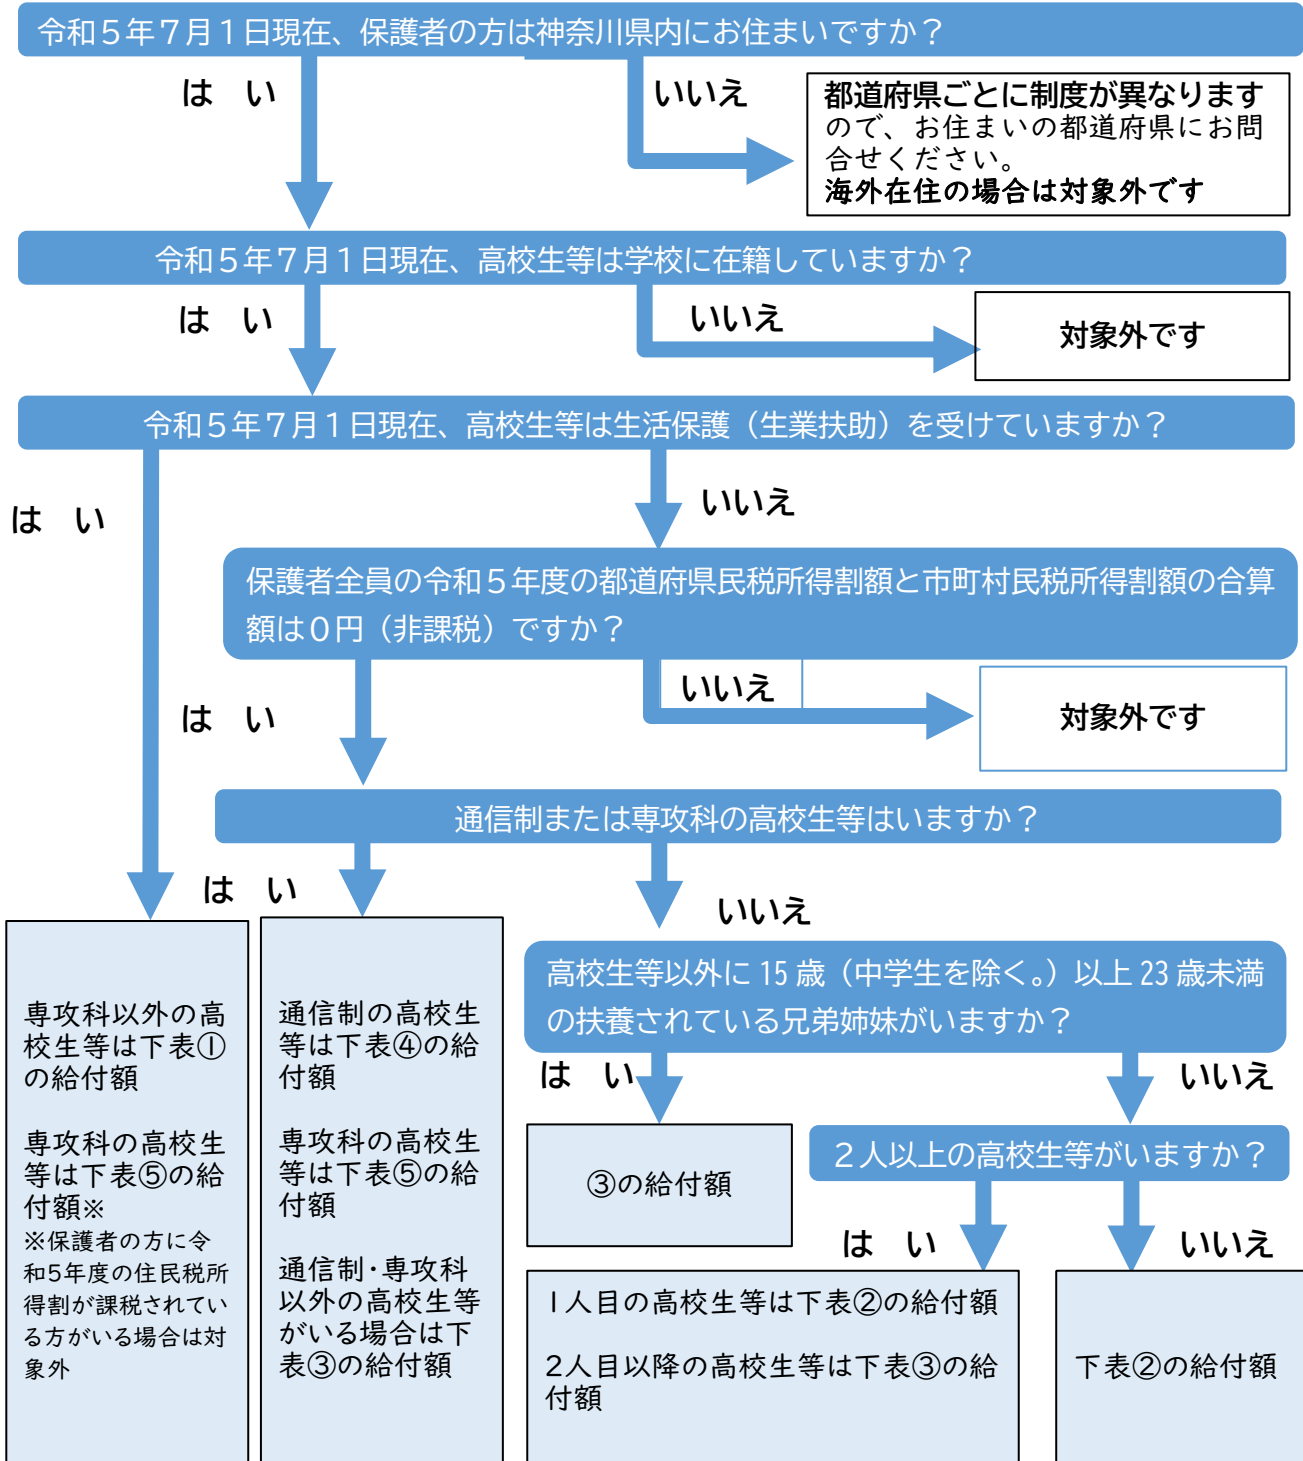 令和５年７月１日現在、保護者の方は神奈川県内にお住まいですか？
は　い
いいえ
都道府県ごとに制度が異なります
ので、お住まいの都道府県にお問
合せください。
海外在住の場合は対象外です
令和５年７月１日現在、高校生等は学校に在籍していますか？
は　い
いいえ
対象外です
令和５年７月１日現在、高校生等は生活保護（生業扶助）を受けていますか？
は　い
いいえ
保護者全員の令和５年度の都道府県民税所得割額と市町村民税所得割額の合算
額は０円（非課税）ですか？
は　い
いいえ
対象外です
通信制または専攻科の高校生等はいますか？
は　い
いいえ
専攻科以外の高
校生等は下表①
の給付額
専攻科の高校生
等は下表⑤の給
付額※
※保護者の方に令
和5年度の住民税所
得割が課税されてい
る方がいる場合は対
象外
通信制の高校生
等は下表④の給
付額
専攻科の高校生
等は下表⑤の給
付額
通信制・専攻科
以外の高校生等
がいる場合は下
表③の給付額
高校生等以外に 15 歳（中学生を除く。）以上 23 歳未満
の扶養されている兄弟姉妹がいますか？
は　い
いいえ
③の給付額
２人以上の高校生等がいますか？
は　い
いいえ
1人目の高校生等は下表②の給付額
2人目以降の高校生等は下表③の給
付額
下表②の給付額